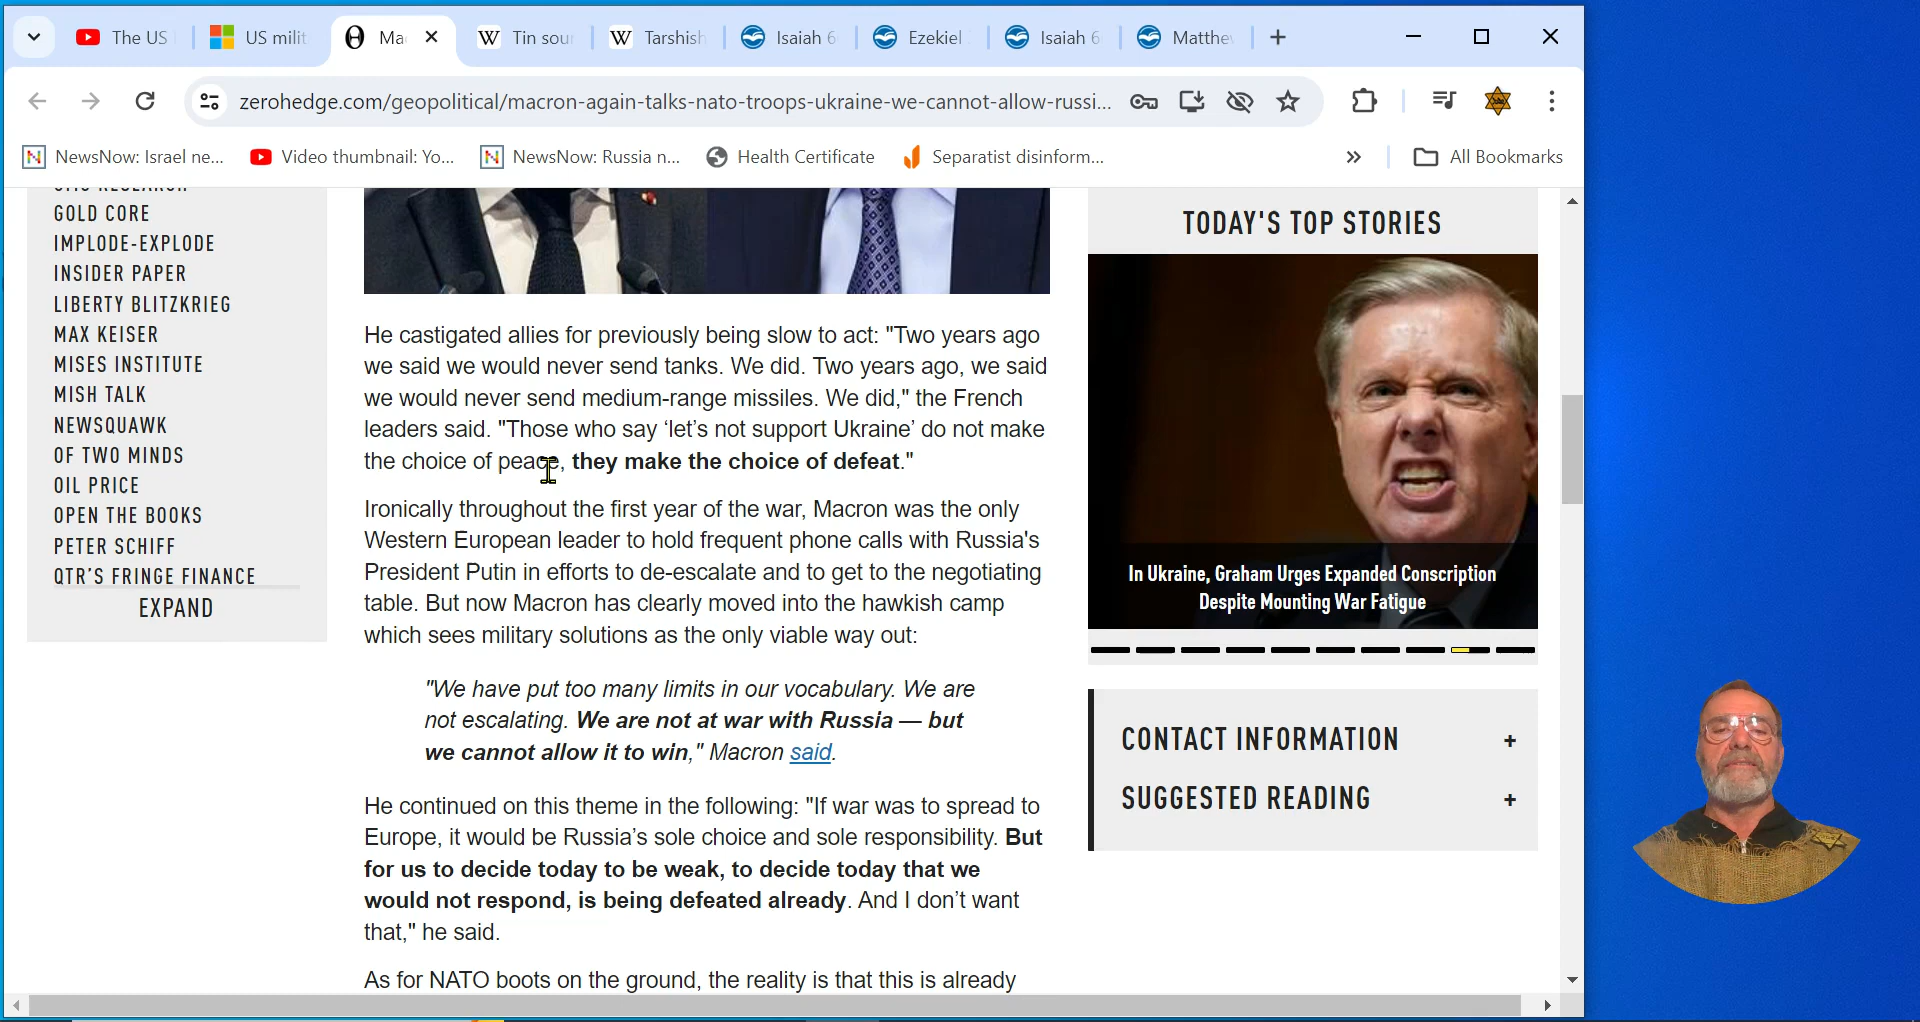 The US
US milit
Mac
Tin sour
Tarshish
Isaiah 6
Ezekiel
Isaiah 6
Matthew
zerohedge.com/geopolitical/macron-again-talks-nato-troops-ukraine-we-cannot-allow-russi...
NewsNow: Israel ne...
Video thumbnail: Yo...
NewsNow: Russia n...
Health Certificate
Separatist disinform...
All Bookmarks
GOLD CORE
IMPLODE-EXPLODE
INSIDER PAPER
LIBERTY BLITZKRIEG
MAX KEISER
MISES INSTITUTE
MISH TALK
NEWSQUAWK
OF TWO MINDS
OIL PRICE
OPEN THE BOOKS
PETER SCHIFF
QTR'S FRINGE FINANCE
EXPAND
He castigated allies for previously being slow to act: "Two years ago
we said we would never send tanks. We did. Two years ago, we said
we would never send medium-range missiles. We did," the French
leaders said. "Those who say ‘let’s not support Ukraine’ do not make
the choice of peace, they make the choice of defeat."
Ironically throughout the first year of the war, Macron was the only
Western European leader to hold frequent phone calls with Russia's
President Putin in efforts to de-escalate and to get to the negotiating
table. But now Macron has clearly moved into the hawkish camp
which sees military solutions as the only viable way out:
"We have put too many limits in our vocabulary. We are
not escalating. We are not at war with Russia — but
we cannot allow it to win," Macron said.
He continued on this theme in the following: "If war was to spread to
Europe, it would be Russia’s sole choice and sole responsibility. But
for us to decide today to be weak, to decide today that we
would not respond, is being defeated already. And I don’t want
that," he said.
As for NATO boots on the ground, the reality is that this is already
TODAY'S TOP STORIES
In Ukraine, Graham Urges Expanded Conscription
Despite Mounting War Fatigue
CONTACT INFORMATION +
SUGGESTED READING +